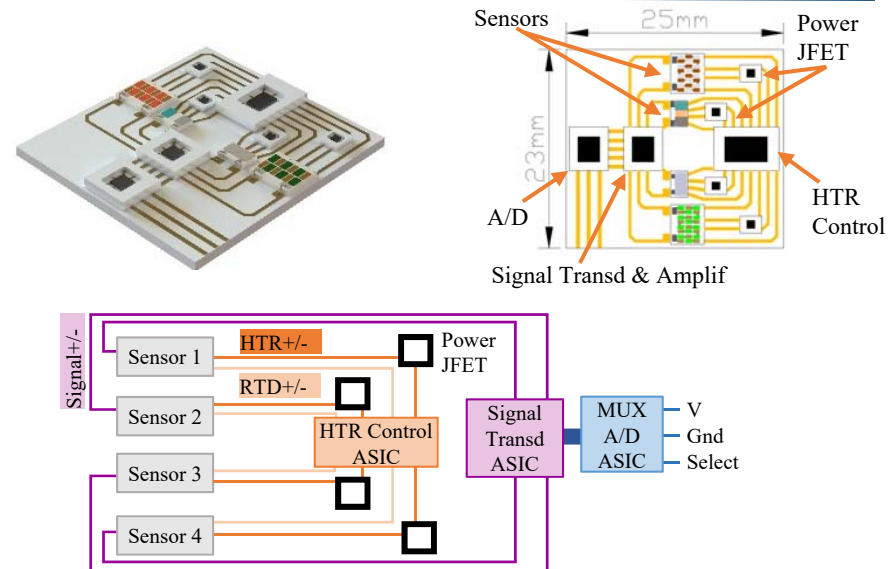 Sensors
25mm
Power
JFET
23mm
A/D
HTR
Control
Signal Transd & Amplif
Signal+/-
Sensor 1
HTR+/-
Power
JFET
RTD+/-
Sensor 2
HTR Control
ASIC
Signal
Transd
ASIC
MUX
A/D
ASIC
V
Gnd
Select
Sensor 3
Sensor 4